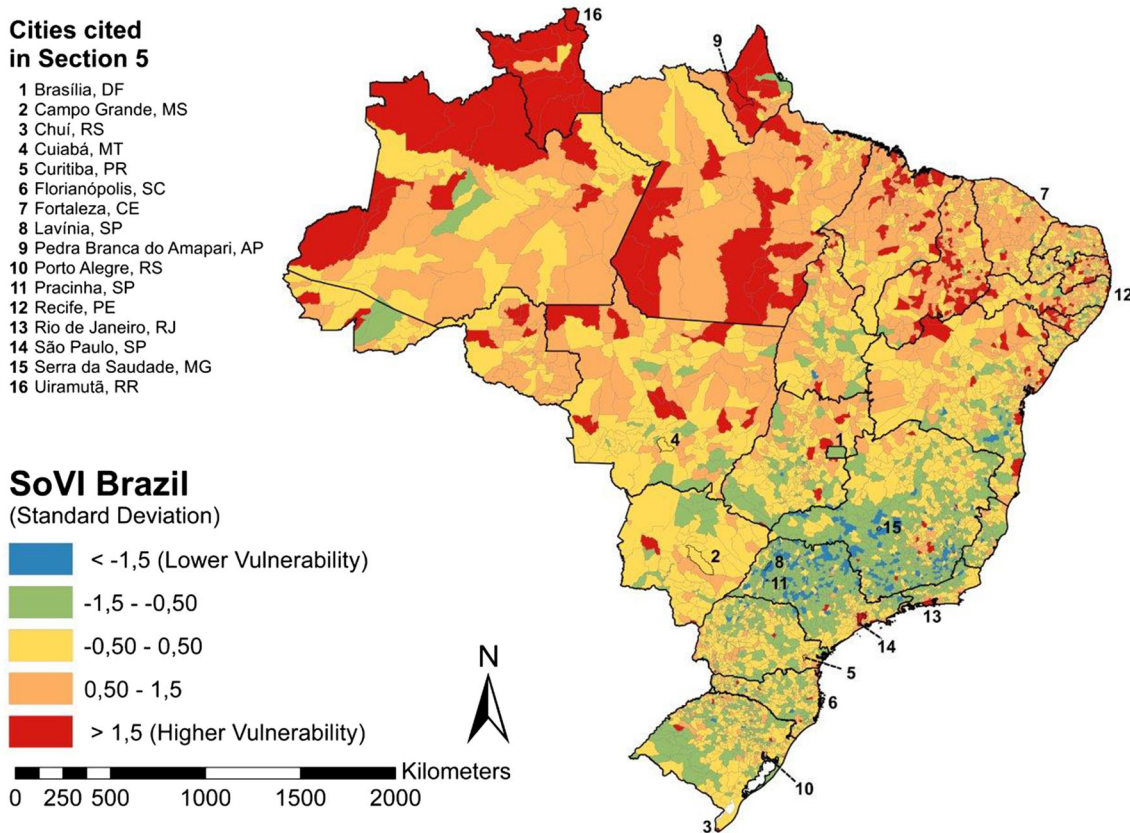 Cities cited
in Section 5
1 Brasília, DF
2 Campo Grande, MS
3 Chuí, RS
4 Cuiabá, MT
5 Curitiba, PR
6 Florianópolis, SC
7 Fortaleza, CE
8 Lavínia, SP
9 Pedra Branca do Amapari, AP
10 Porto Alegre, RS
11 Pracinha, SP
12 Recife, PE
13 Rio de Janeiro, RJ
14 São Paulo, SP
15 Serra da Saudade, MG
16 Uiramutã, RR
SoVI Brazil
(Standard Deviation)
< -1,5 (Lower Vulnerability)
-1,5 - -0,50
-0,50 - 0,50
0,50 - 1,5
> 1,5 (Higher Vulnerability)
Kilometers
0 250 500 1000 1500 2000
N
16
9
7
12
4
1
15
2
8
11
13
14
5
6
10
3